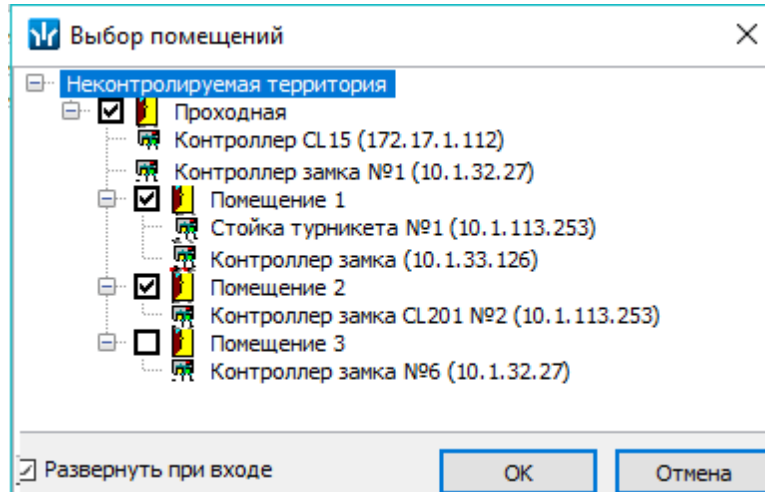 Выбор помещений
Неконтролируемая территория
Проходная
Контроллер CL15 (172.17.1.112)
Контроллер замка №1 (10.1.32.27)
Помещение 1
Стойка турникета №1 (10.1.113.253)
Контроллер замка (10.1.33.126)
Помещение 2
Контроллер замка CL201 №2 (10.1.113.253)
Помещение 3
Контроллер замка №6 (10.1.32.27)
Развернуть при входе
ОК
Отмена